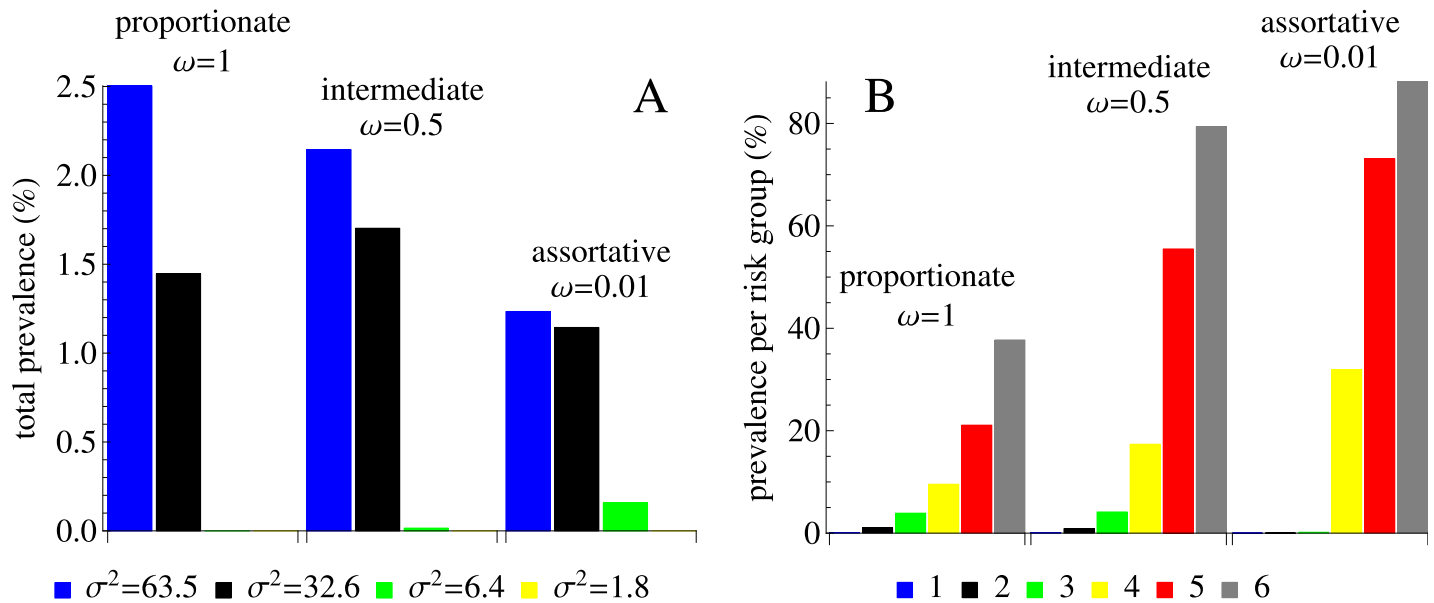 proportionate
ω=1
intermediate
ω=0.5
assortative
ω=0.01
A
total prevalence (%)
2.5
2.0
1.5
1.0
0.5
0.0
σ²=63.5 σ²=32.6 σ²=6.4 σ²=1.8
assortative
ω=0.01
intermediate
ω=0.5
proportionate
ω=1
B
prevalence per risk group (%)
80
60
40
20
0
1 2 3 4 5 6